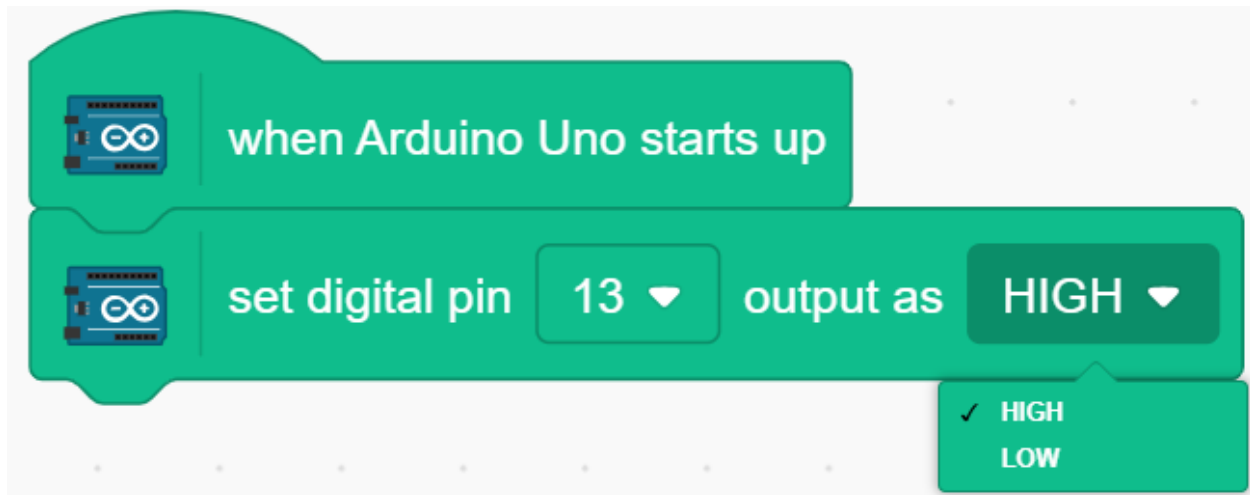 when Arduino Uno starts up
set digital pin 13 output as HIGH
✓ HIGH
LOW